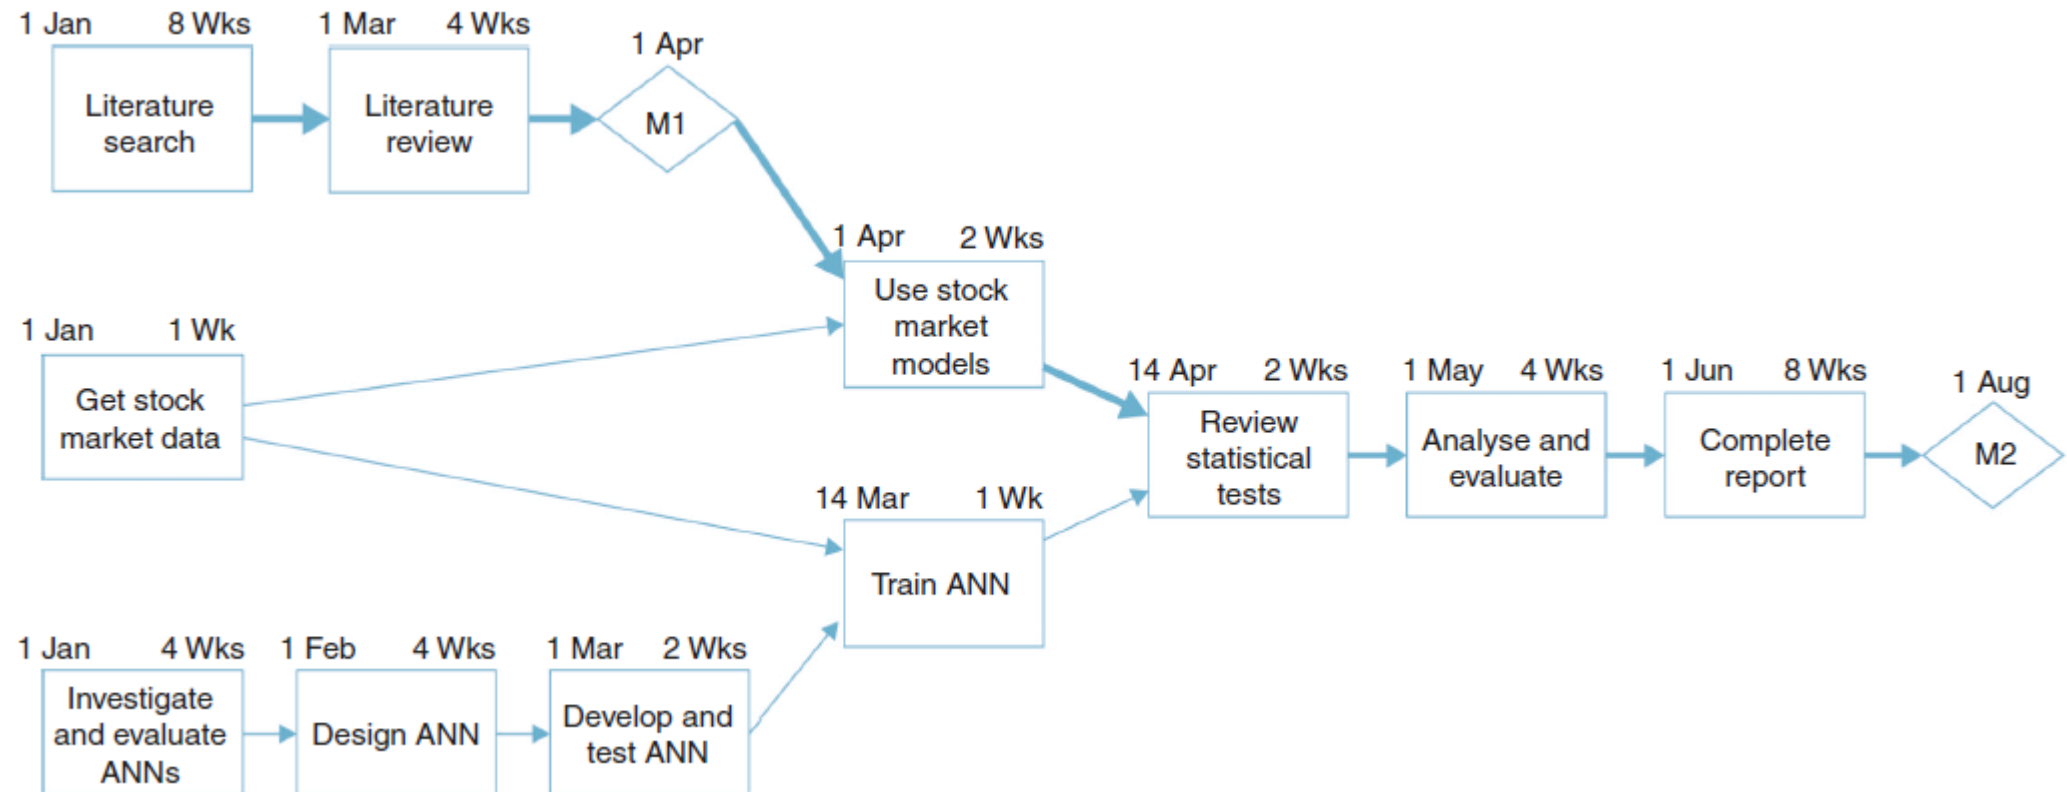 1 Jan 8 Wks
Literature
search
1 Mar 4 Wks
Literature
review
1 Apr
M1
1 Apr 2 Wks
Use stock
market
models
1 Jan 1 Wk
Get stock
market data
14 Mar 1 Wk
Train ANN
14 Apr 2 Wks
Review
statistical
tests
1 May 4 Wks
Analyse and
evaluate
1 Jun 8 Wks
Complete
report
1 Aug
M2
1 Jan 4 Wks
Investigate
and evaluate
ANNs
1 Feb 4 Wks
Design ANN
1 Mar 2 Wks
Develop and
test ANN